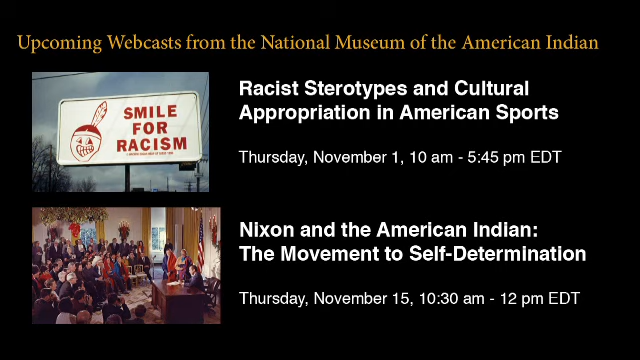 Upcoming Webcasts from the National Museum of the American Indian
SMILE
FOR
RACISM
Racist Sterotypes and Cultural
Appropriation in American Sports
Thursday, November 1, 10 am - 5:45 pm EDT
Nixon and the American Indian:
The Movement to Self-Determination
Thursday, November 15, 10:30 am - 12 pm EDT